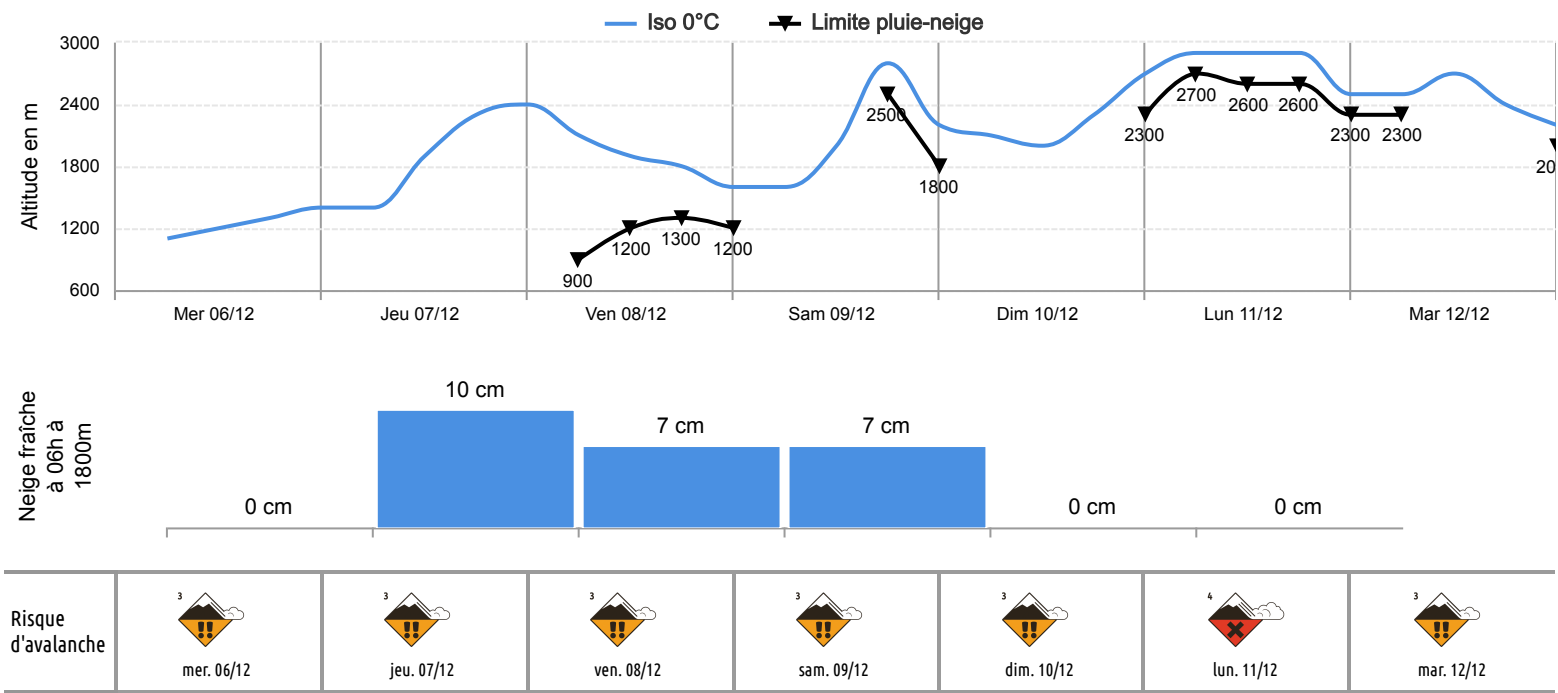 Iso 0°C Limite pluie-neige
Altitude en m
3000
2400
1800
1200
600
900
1200
1300
1200
2500
1800
2300
2700
2600
2600
2300
2300
20
Mer 06/12 Jeu 07/12 Ven 08/12 Sam 09/12 Dim 10/12 Lun 11/12 Mar 12/12
Neige fraîche
à 06h à
1800m
0 cm 10 cm 7 cm 7 cm 0 cm 0 cm
Risque
d'avalanche
3 3 3 3 3 4 3
mer. 06/12 jeu. 07/12 ven. 08/12 sam. 09/12 dim. 10/12 lun. 11/12 mar. 12/12